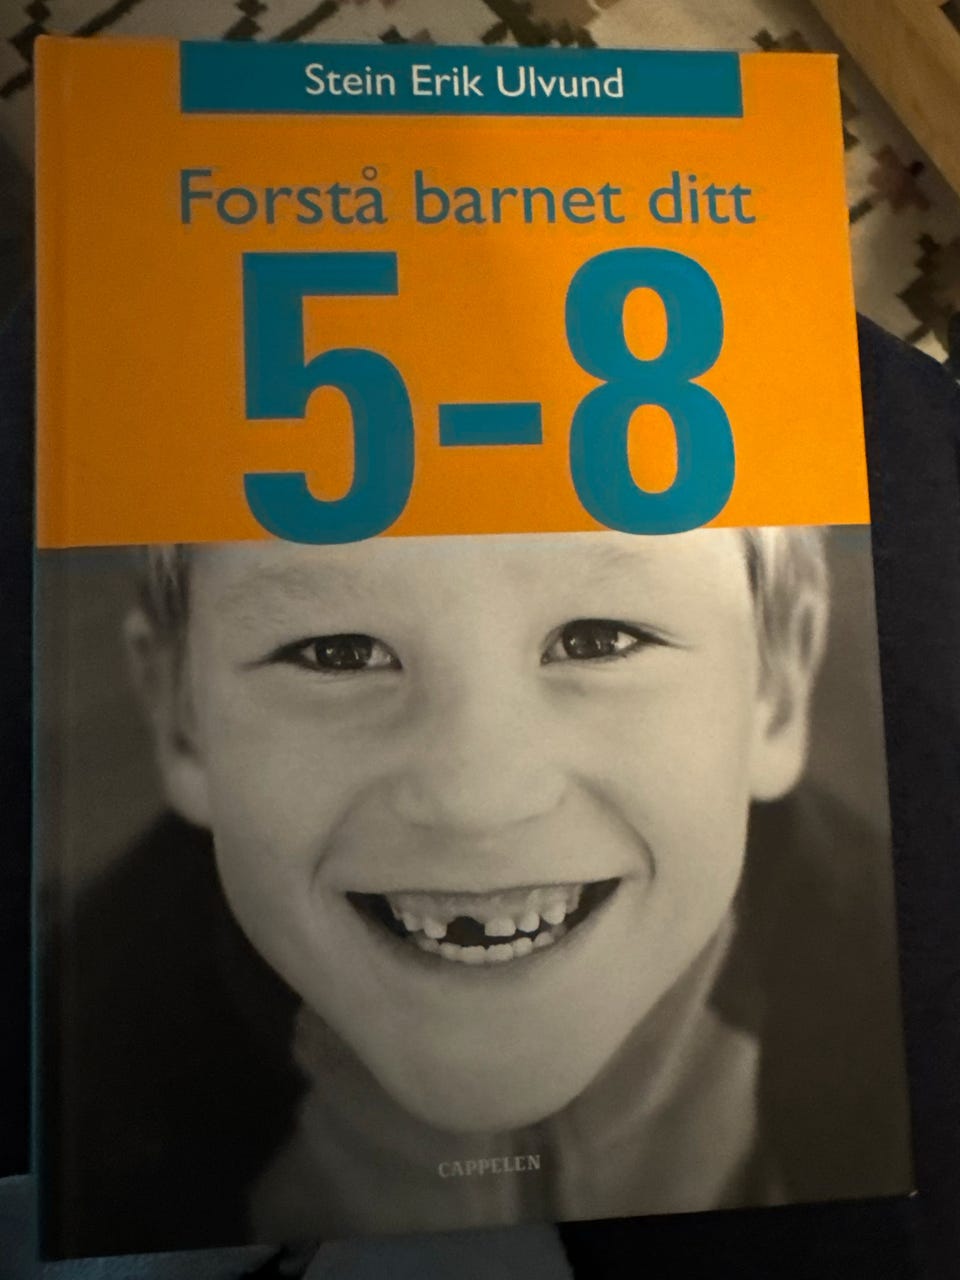 Stein Erik Ulvund
Forstå barnet ditt
5-8
CAPPELEN